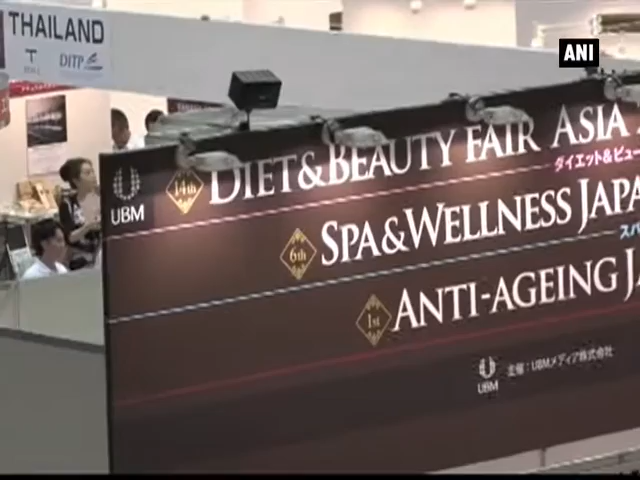 THAILAND
DITP
ANI
UBM
14th DIET & BEAUTY FAIR ASIA
ダイエット&ビュー
6th SPA & WELLNESS JAPA
スパ
1st ANTI-AGEING JA
UBM 主催：UBMメディア株式会社